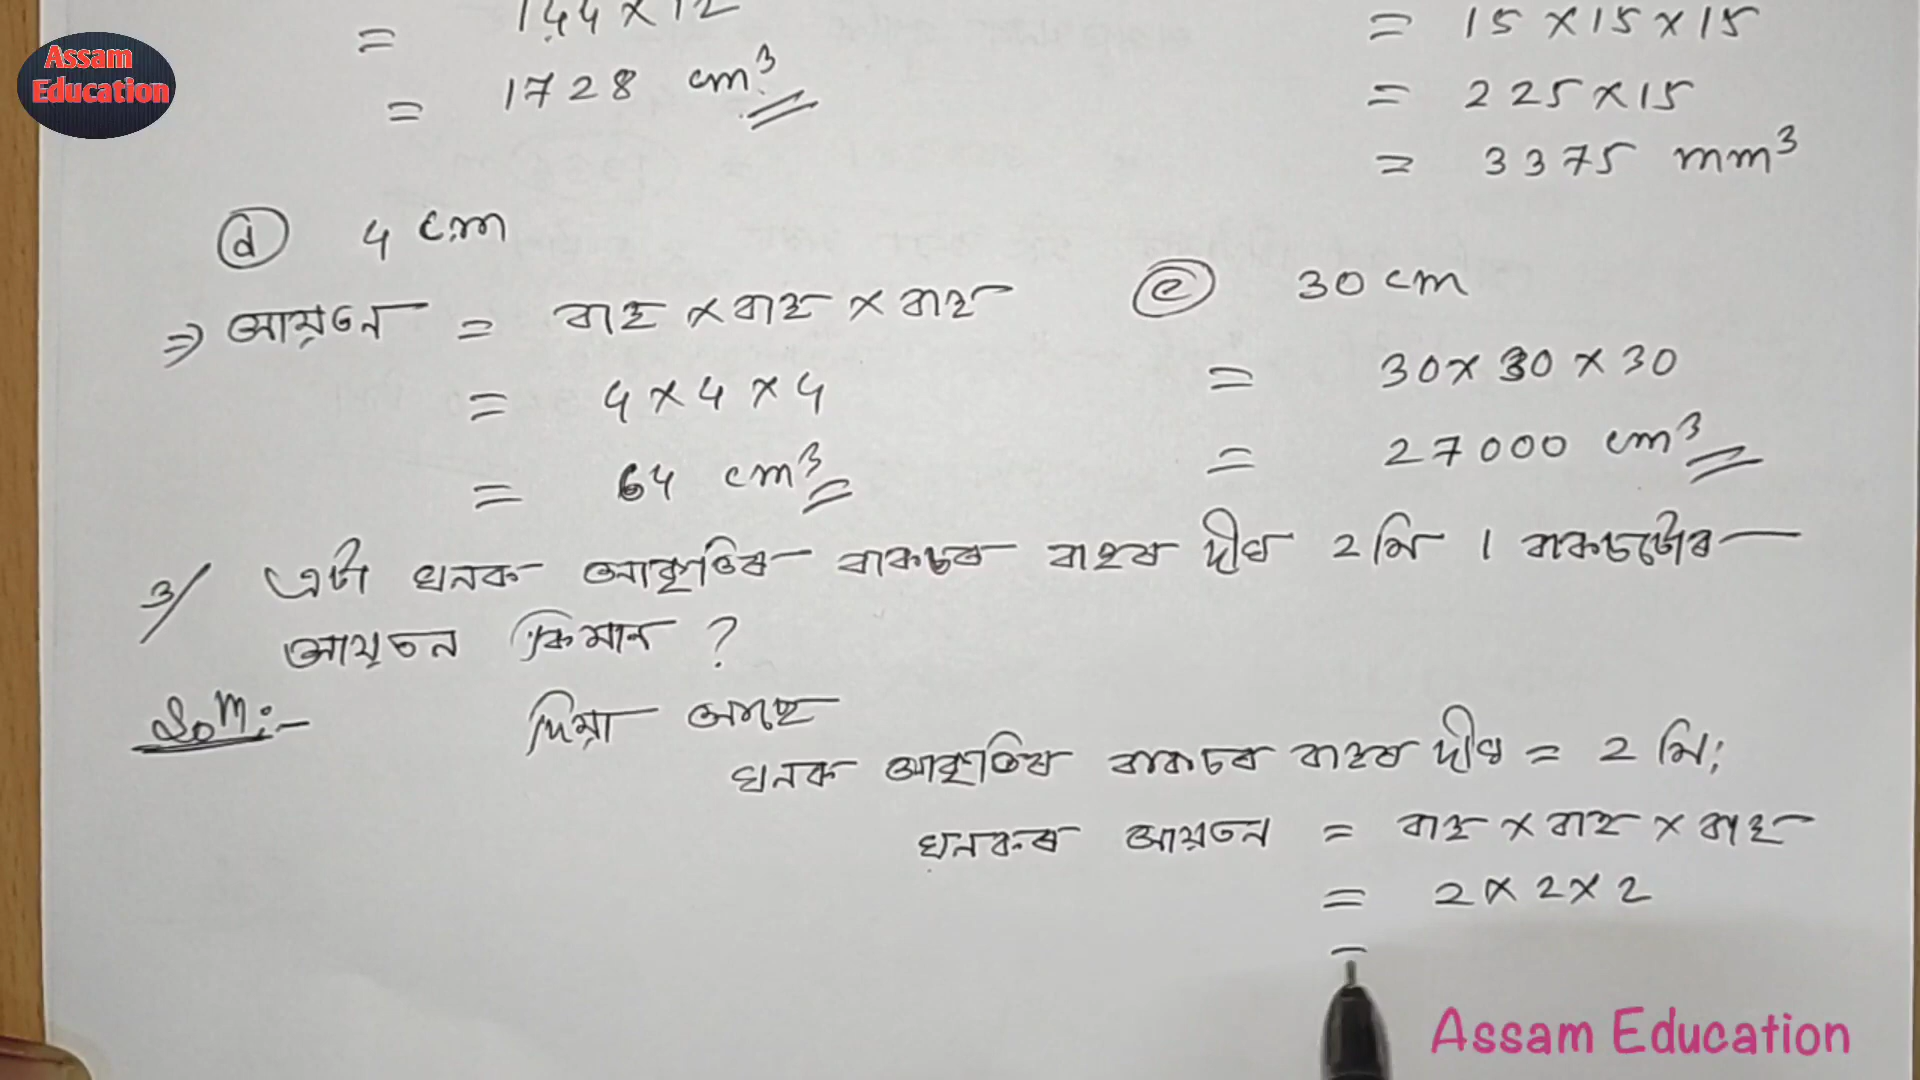 Assam
Education
= 144 × 12
= 1728 cm³
= 15 × 15 × 15
= 225 × 15
= 3375 mm³
ⓓ 4 cm
⇒ আয়তন = বাহু × বাহু × বাহু
= 4 × 4 × 4
= 64 cm³
ⓔ 30 cm
= 30 × 30 × 30
= 27000 cm³
3/ এটা ঘনক আকৃতিৰ বাকচৰ বাহুৰ দীঘ 2 মি । বাকচটোৰ
আয়তন কিমান ?
Solⁿ:-
দিয়া আছে
ঘনক আকৃতিৰ বাকচৰ বাহুৰ দীঘ = 2 মি:
ঘনকৰ আয়তন = বাহু × বাহু × বাহু
= 2 × 2 × 2
Assam Education